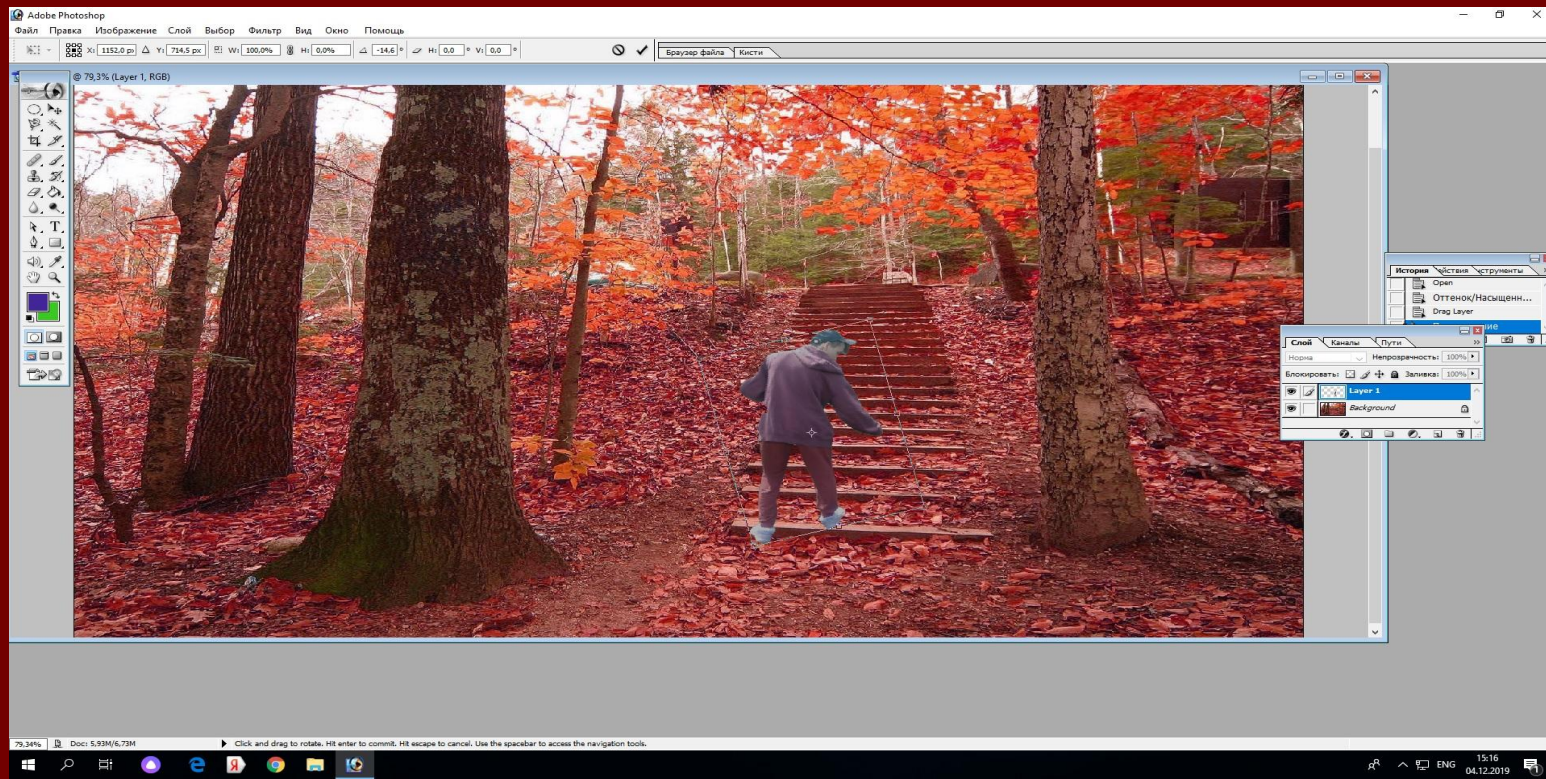 Adobe Photoshop
Файл Правка Изображение Слой Выбор Фильтр Вид Окно Помощь
X: 1152,0 p Y: 714,5 px W: 100,0% H: 0,0% -14,6 ° H: 0,0 ° V: 0,0 °
Браузер файла Кисти
@ 79,3% (Layer 1, RGB)
T
История йствия нструменты
Open
Оттенок/Насыщенн...
Drag Layer
ие
Слой Каналы Пути
Норма Непрозрачность: 100%
Блокировать: Заливка: 100%
Layer 1
Background
79,34% Doc: 5,93M/6,73M Click and drag to rotate. Hit enter to commit. Hit escape to cancel. Use the spacebar to access the navigation tools.
Я
ENG
15:16
04.12.2019
1